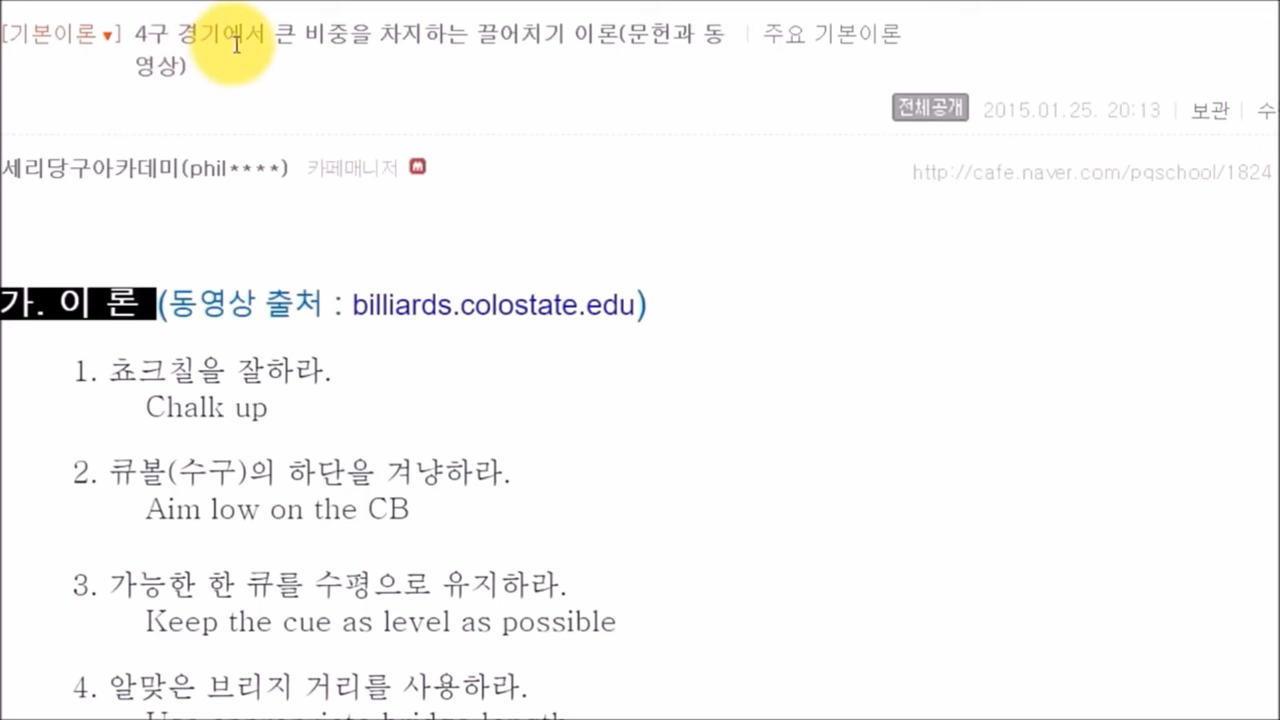 [기본이론▼] 4구 경기에서 큰 비중을 차지하는 끌어치기 이론(문헌과 동영상) | 주요 기본이론
전체공개 2015.01.25. 20:13 | 보관 | 수
세리당구아카데미(phil****) 카페매니저
http://cafe.naver.com/pqschool/1824
가. 이 론 (동영상 출처 : billiards.colostate.edu)
1. 쵸크칠을 잘하라.
Chalk up
2. 큐볼(수구)의 하단을 겨냥하라.
Aim low on the CB
3. 가능한 한 큐를 수평으로 유지하라.
Keep the cue as level as possible
4. 알맞은 브리지 거리를 사용하라.
Use appropriate bridge length